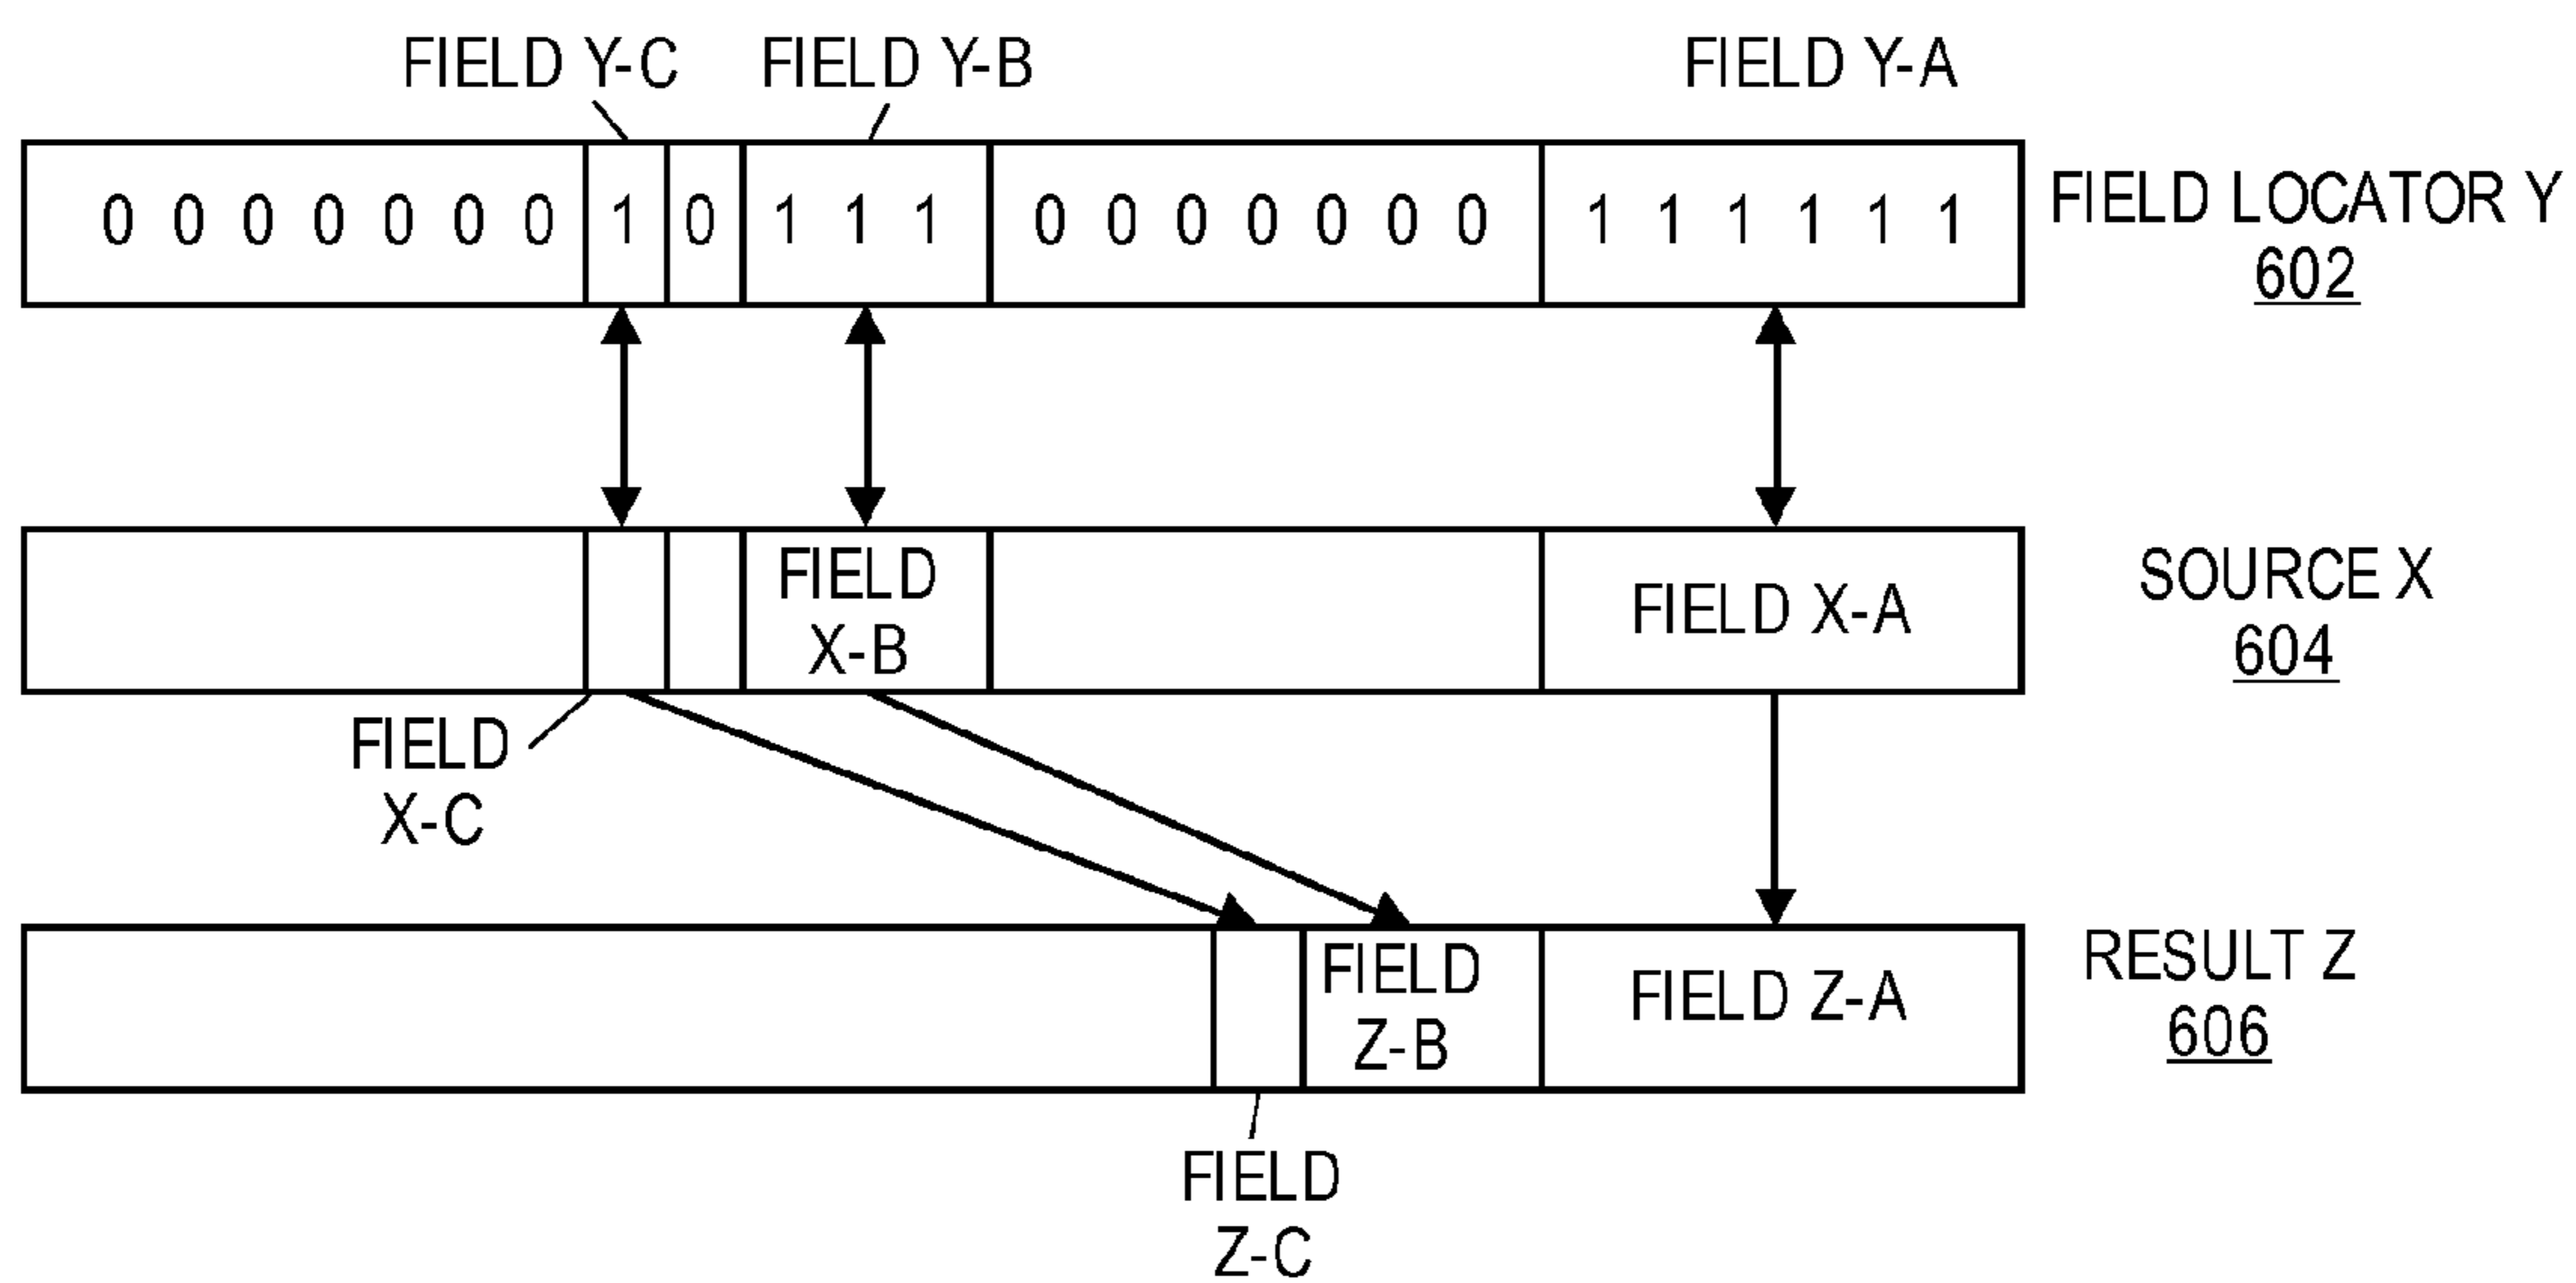 FIELD Y-C FIELD Y-B FIELD Y-A
0 0 0 0 0 0 0 1 0 1 1 1 0 0 0 0 0 0 0 1 1 1 1 1 1
FIELD LOCATOR Y
602
FIELD
X-B
FIELD X-A
SOURCE X
604
FIELD
X-C
FIELD
Z-B
FIELD Z-A
RESULT Z
606
FIELD
Z-C